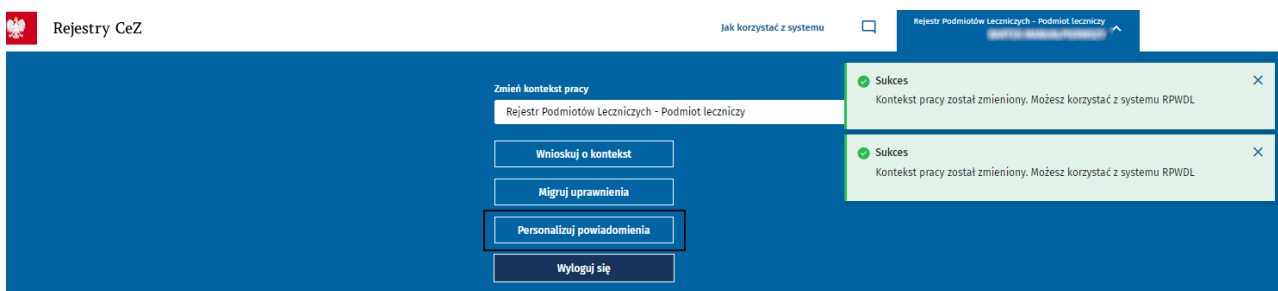 Rejestry CeZ
Jak korzystać z systemu
Rejestr Podmiotów Leczniczych - Podmiot leczniczy
Zmień kontekst pracy
Rejestr Podmiotów Leczniczych - Podmiot leczniczy
Wnioskuj o kontekst
Migruj uprawnienia
Personalizuj powiadomienia
Wyloguj się
Sukces
Kontekst pracy został zmieniony. Możesz korzystać z systemu RPWDL
Sukces
Kontekst pracy został zmieniony. Możesz korzystać z systemu RPWDL